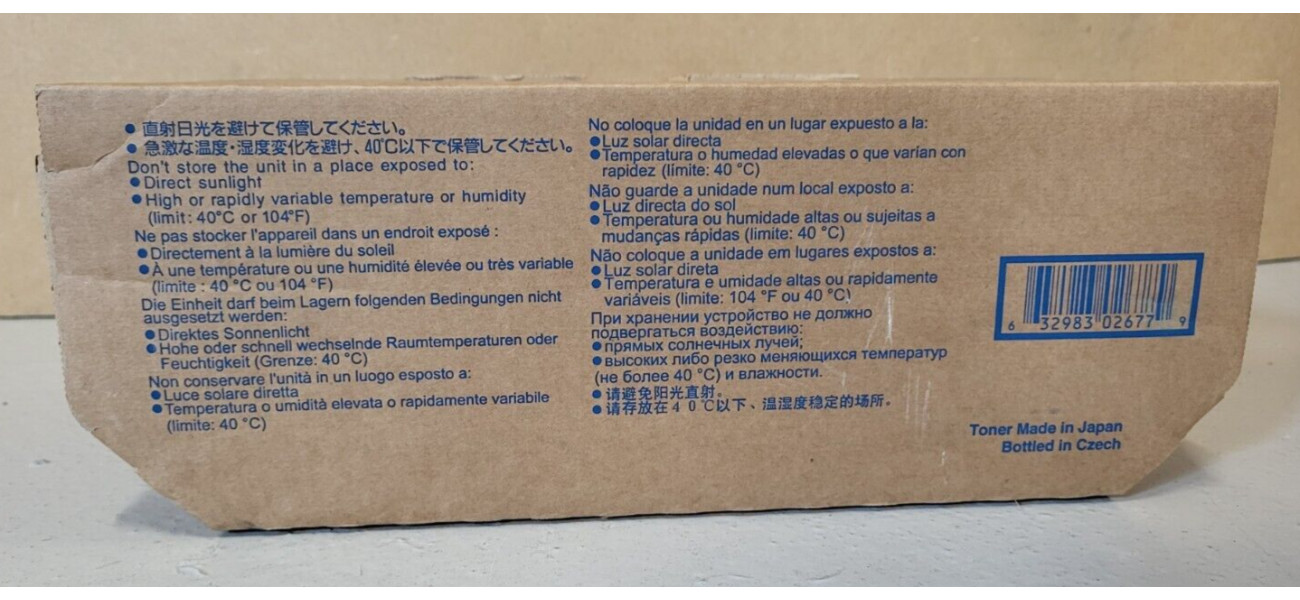 ● 直射日光を避けて保管してください。
● 急激な温度・湿度変化を避け、40℃以下で保管してください。
Don't store the unit in a place exposed to:
● Direct sunlight
● High or rapidly variable temperature or humidity
(limit: 40°C or 104°F)
Ne pas stocker l'appareil dans un endroit exposé :
● Directement à la lumière du soleil
● À une température ou une humidité élevée ou très variable
(limite : 40 °C ou 104 °F)
Die Einheit darf beim Lagern folgenden Bedingungen nicht
ausgesetzt werden:
● Direktes Sonnenlicht
● Hohe oder schnell wechselnde Raumtemperaturen oder
Feuchtigkeit (Grenze: 40 °C)
Non conservare l'unità in un luogo esposto a:
● Luce solare diretta
● Temperatura o umidità elevata o rapidamente variabile
(limite: 40 °C)
No coloque la unidad en un lugar expuesto a la:
● Luz solar directa
● Temperatura o humedad elevadas o que varían con
rapidez (limite: 40 °C)
Não guarde a unidade num local exposto a:
● Luz directa do sol
● Temperatura ou humidade altas ou sujeitas a
mudanças rápidas (limite: 40 °C)
Não coloque a unidade em lugares expostos a:
● Luz solar direta
● Temperatura e umidade altas ou rapidamente
variáveis (limite: 104 °F ou 40 °C)
При хранении устройство не должно
подвергаться воздействию:
● прямых солнечных лучей;
● высоких либо резко меняющихся температур
(не более 40 °C) и влажности.
● 请避免阳光直射。
● 请存放在４０℃以下、温湿度稳定的场所。
6 32983 02677 9
Toner Made in Japan
Bottled in Czech